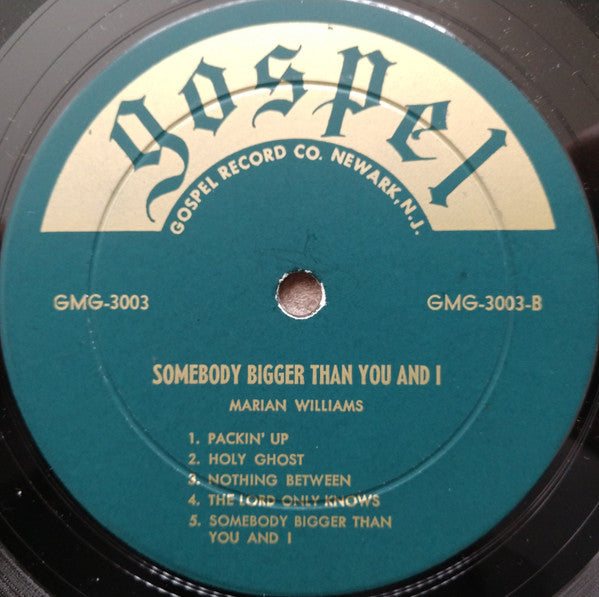 gospel
GOSPEL RECORD CO. NEWARK, N.J.
GMG-3003
GMG-3003-B
SOMEBODY BIGGER THAN YOU AND I
MARIAN WILLIAMS
1. PACKIN' UP
2. HOLY GHOST
3. NOTHING BETWEEN
4. THE LORD ONLY KNOWS
5. SOMEBODY BIGGER THAN
YOU AND I